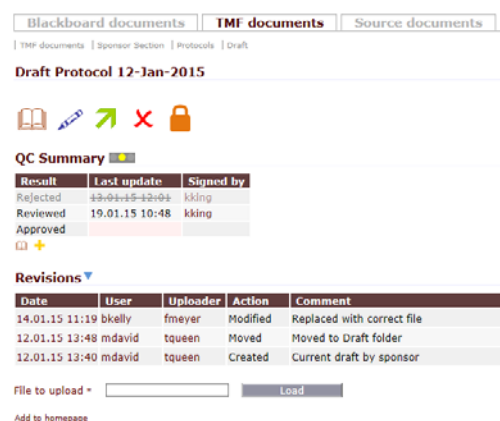 Blackboard documents TMF documents Source documents
| TMF documents | Sponsor Section | Protocols | Draft
Draft Protocol 12-Jan-2015
QC Summary
Result Last update Signed by
Rejected 13.01.15 12:01 kking
Reviewed 19.01.15 10:48 kking
Approved
Revisions
Date User Uploader Action Comment
14.01.15 11:19 bkelly fmeyer Modified Replaced with correct file
12.01.15 13:48 mdavid tqueen Moved Moved to Draft folder
12.01.15 13:40 mdavid tqueen Created Current draft by sponsor
File to upload * Load
Add to homepage